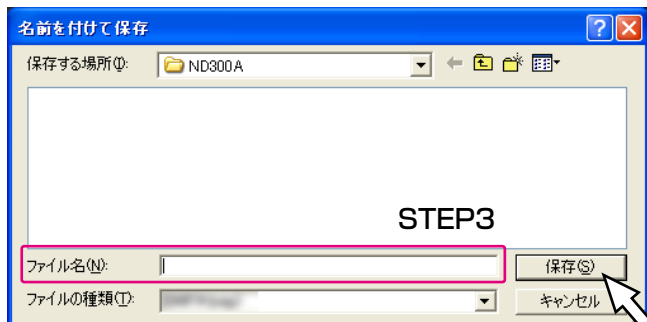 名前を付けて保存
保存する場所(I): ND300A
STEP3
ファイル名(N): 保存(S)
ファイルの種類(T): キャンセル